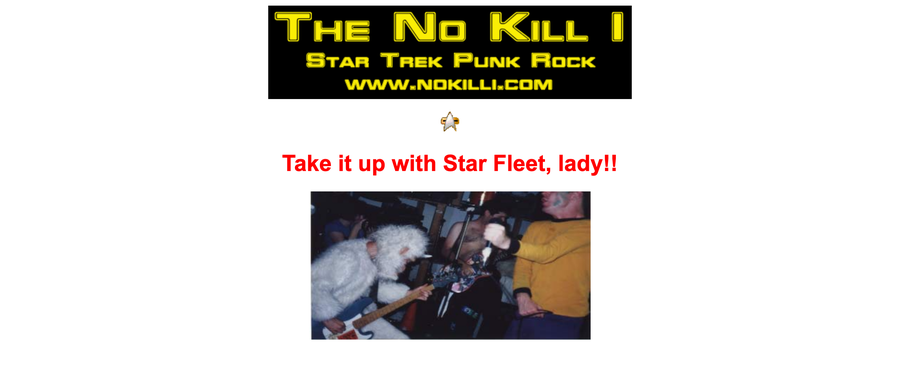 The No Kill I
Star Trek Punk Rock
www.nokilli.com
Take it up with Star Fleet, lady!!